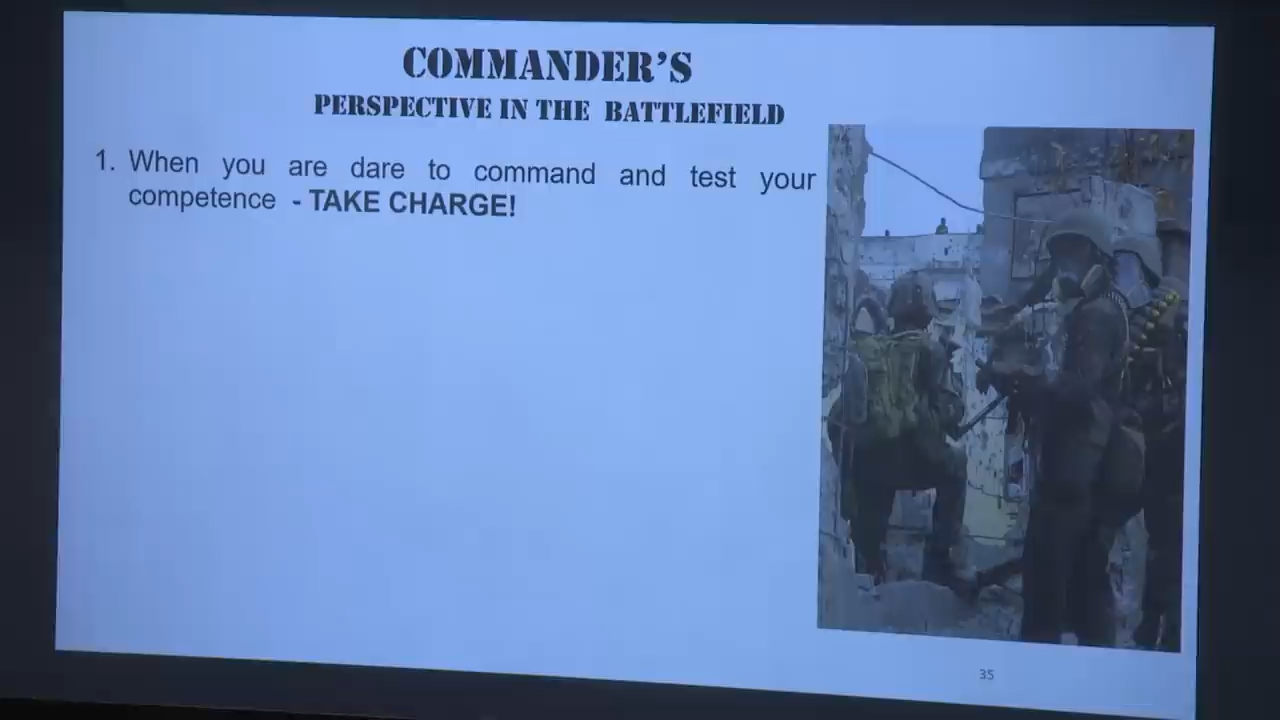 COMMANDER'S
PERSPECTIVE IN THE BATTLEFIELD
1. When you are dare to command and test your
competence - TAKE CHARGE!
35